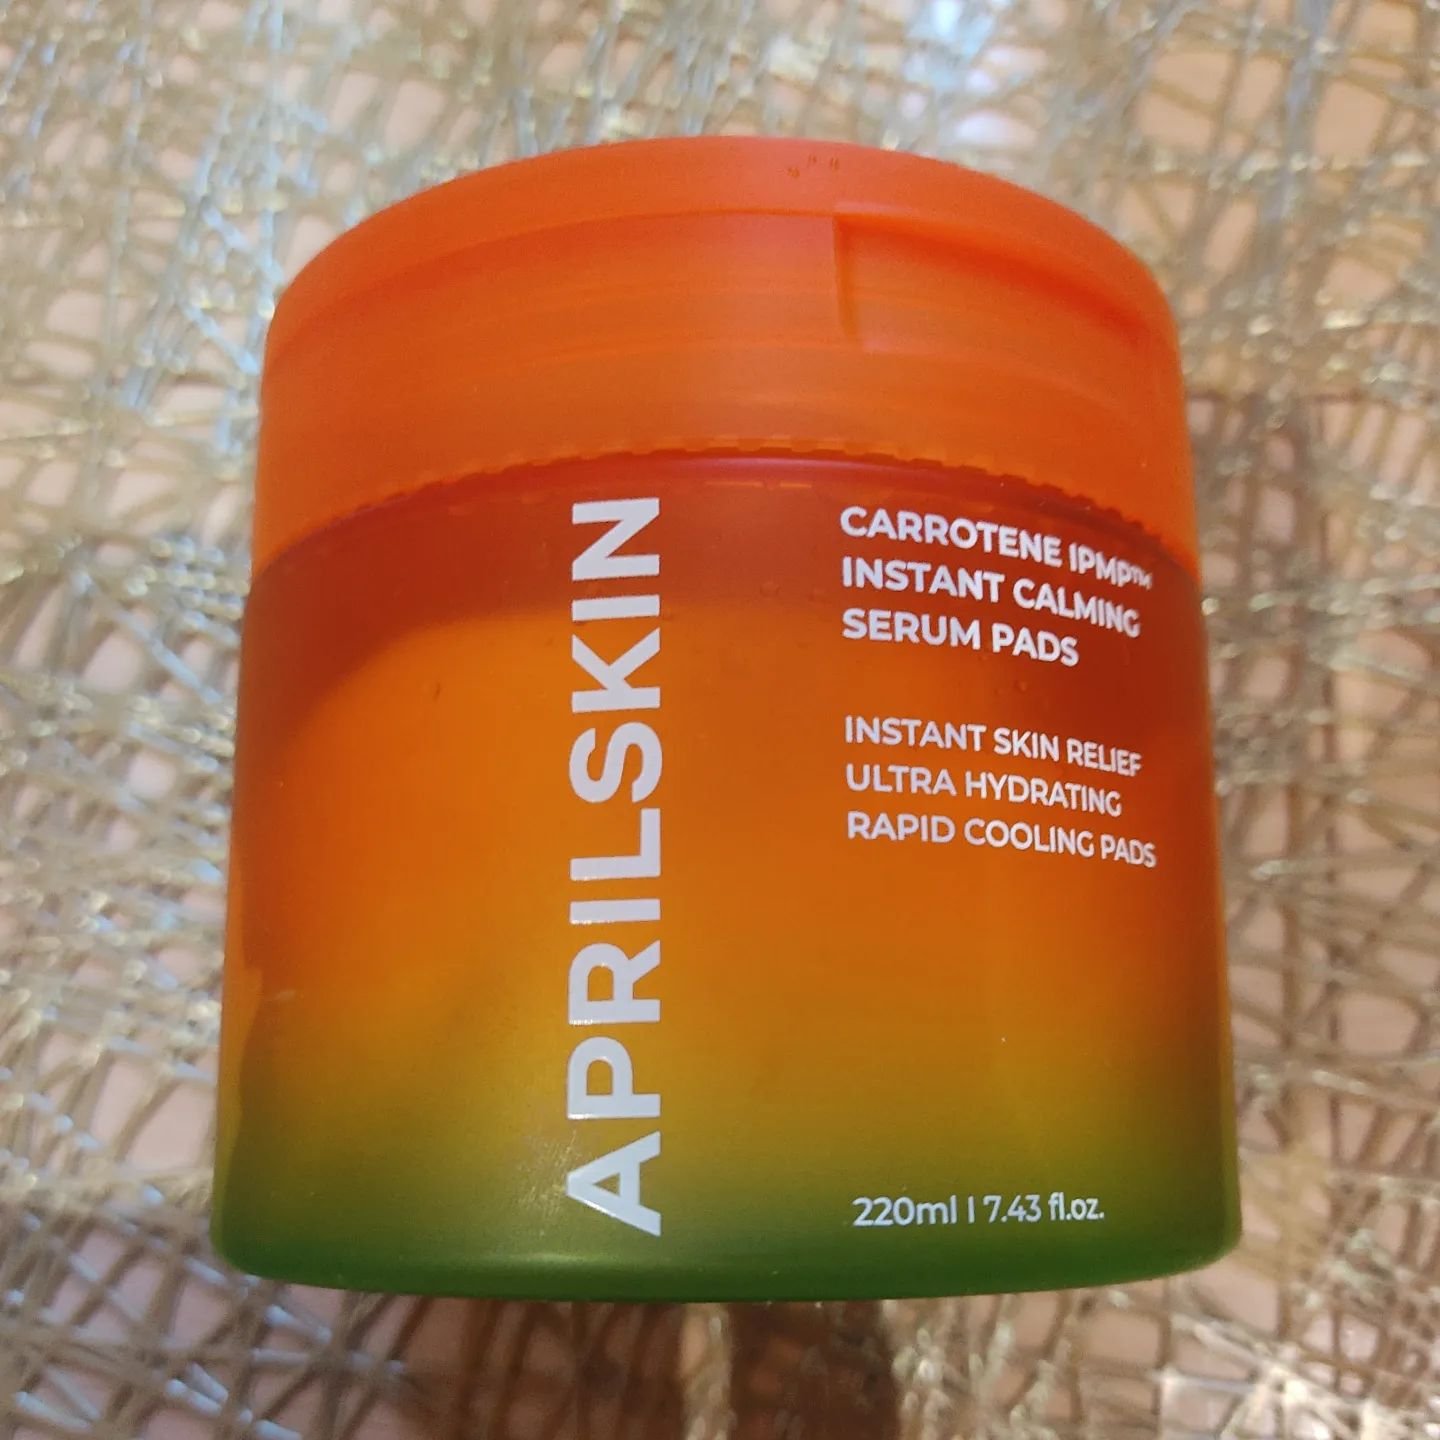 APRILSKIN
CARROTENE IPMP™
INSTANT CALMING
SERUM PADS
INSTANT SKIN RELIEF
ULTRA HYDRATING
RAPID COOLING PADS
220ml | 7.43 fl.oz.